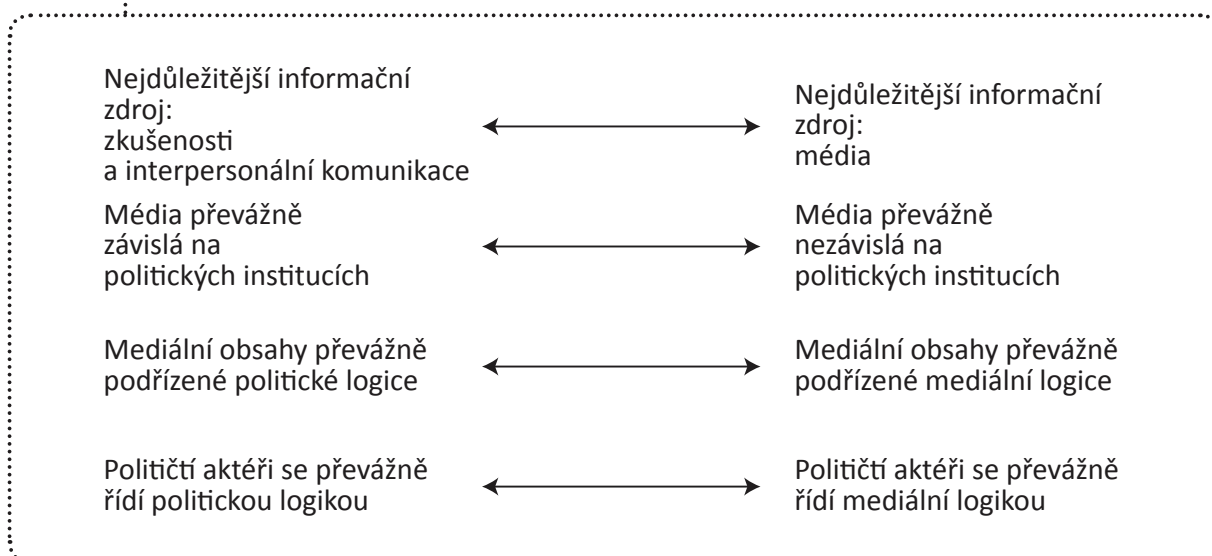 Nejdůležitější informační
zdroj:
zkušenosti
a interpersonální komunikace
Nejdůležitější informační
zdroj:
média
Média převážně
závislá na
politických institucích
Média převážně
nezávislá na
politických institucích
Mediální obsahy převážně
podřízené politické logice
Mediální obsahy převážně
podřízené mediální logice
Političtí aktéři se převážně
řídí politickou logikou
Političtí aktéři se převážně
řídí mediální logikou